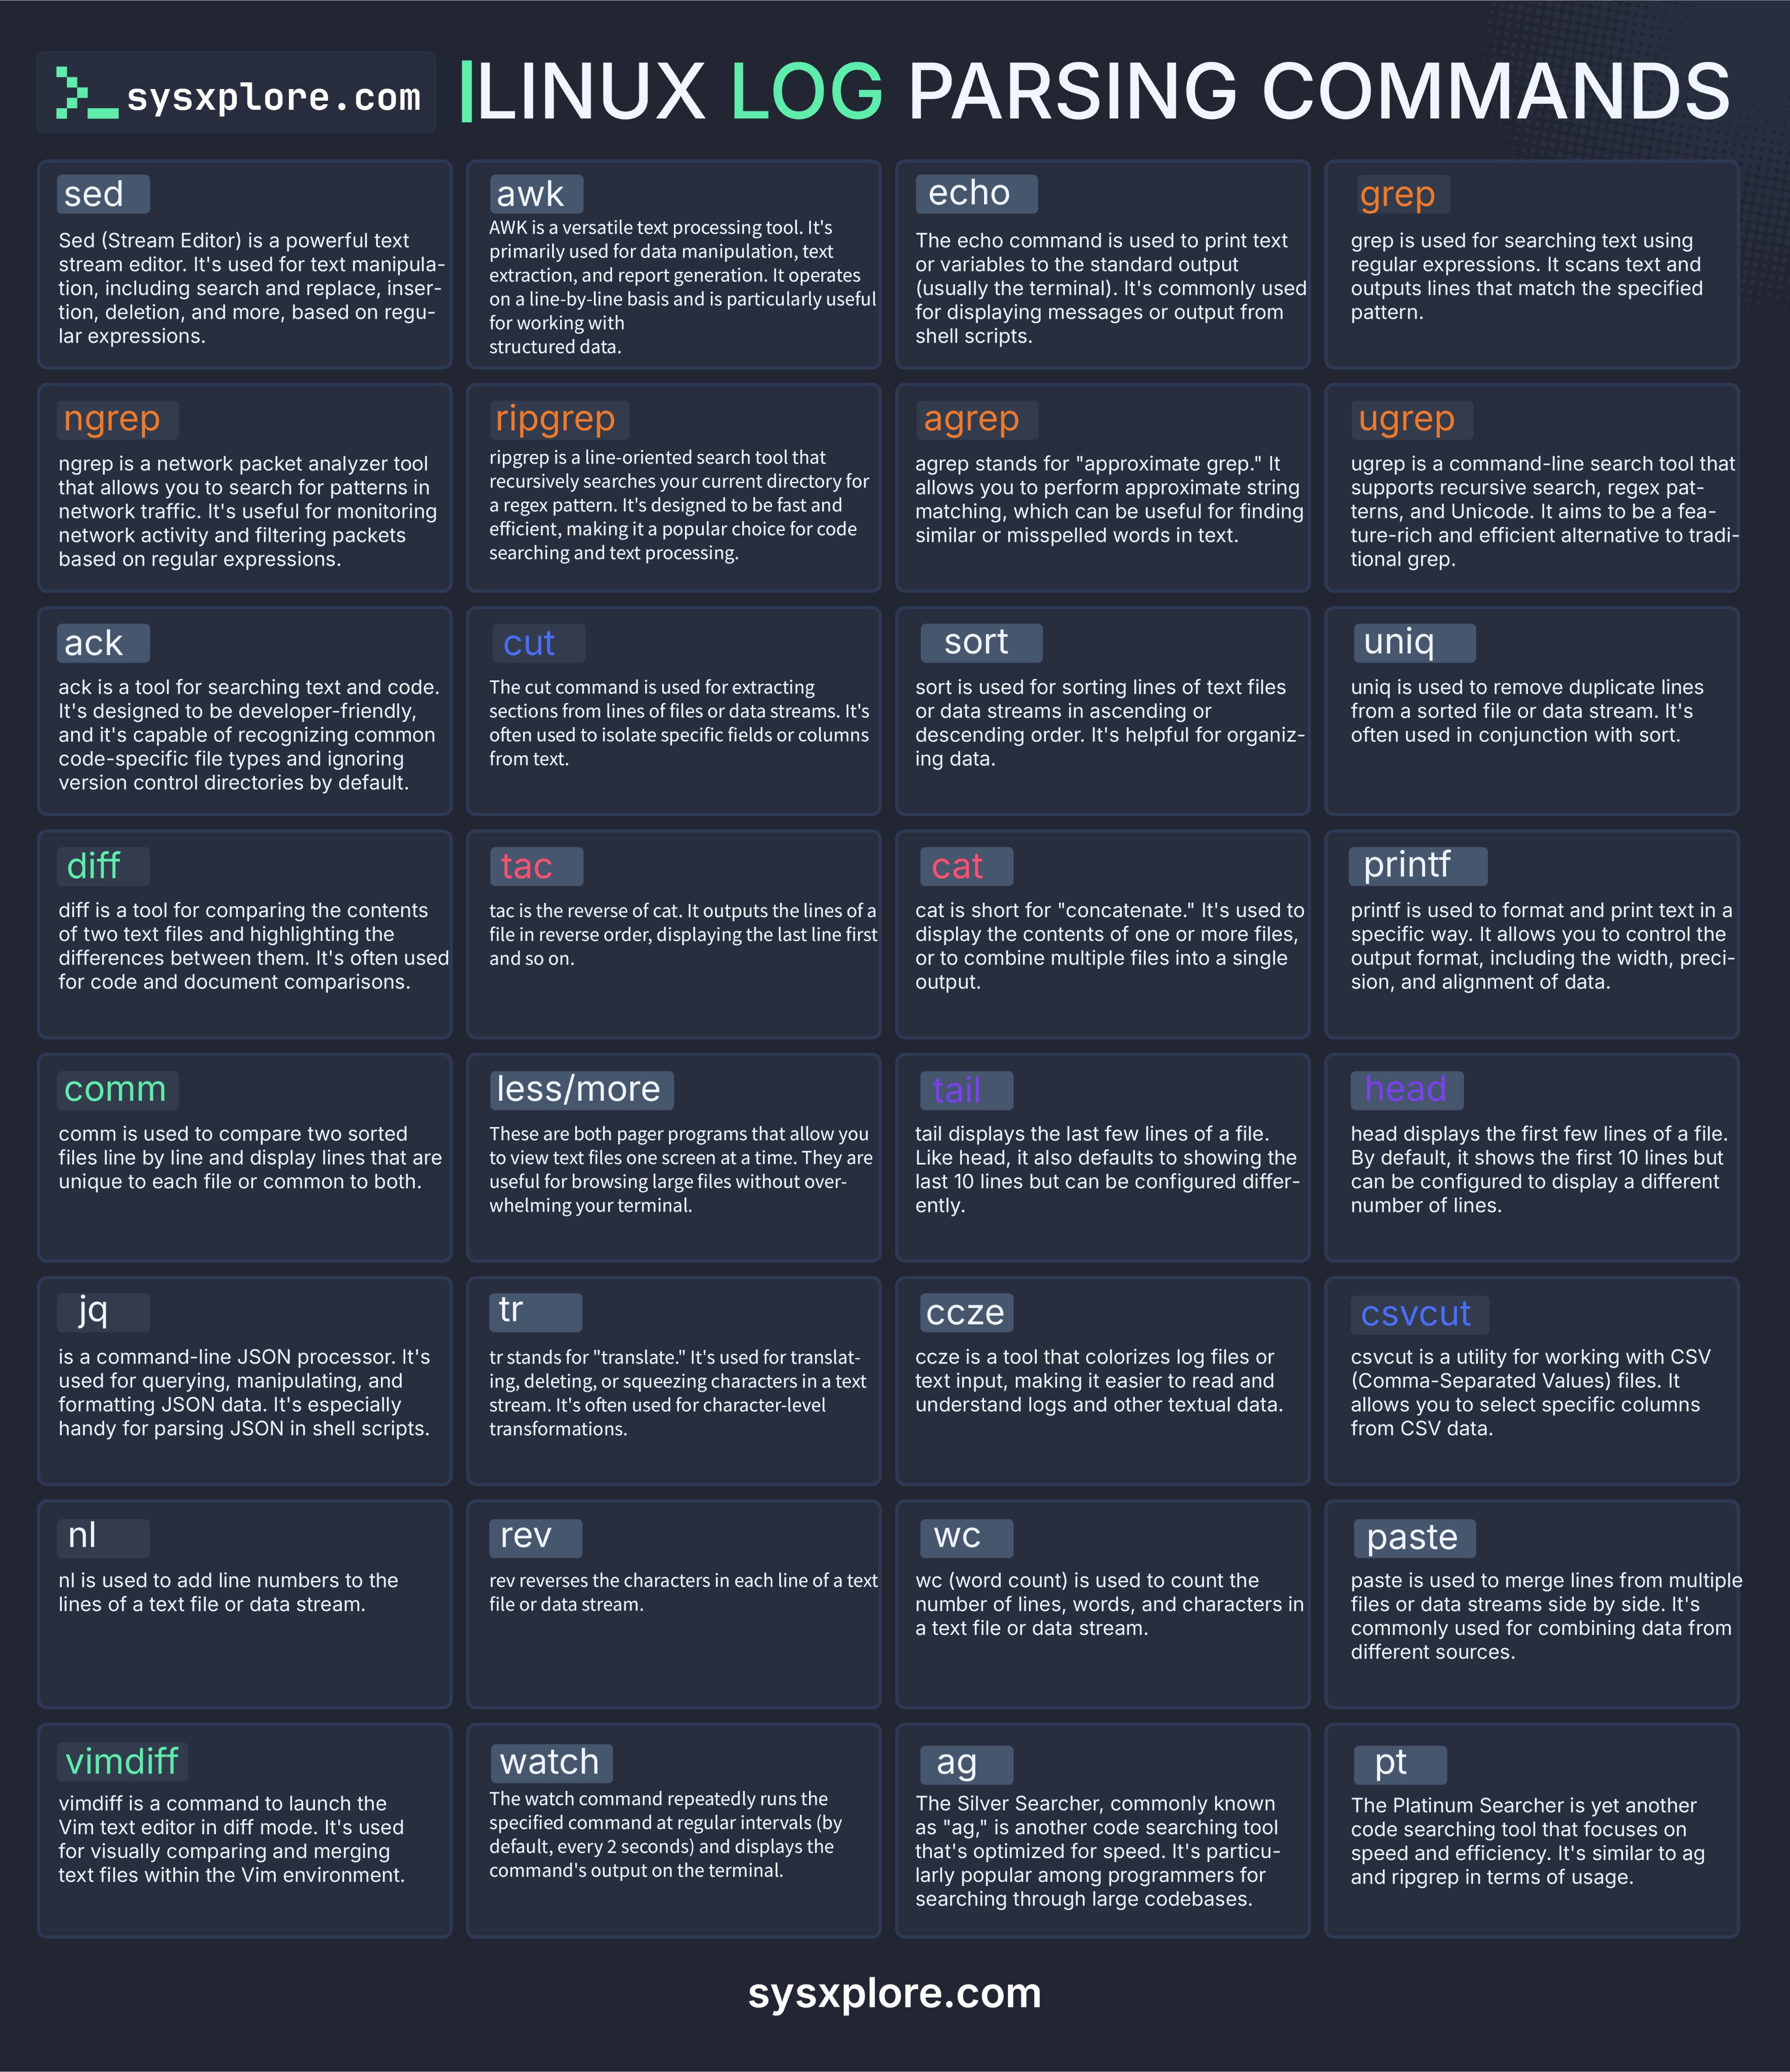 sysxplore.com
LINUX LOG PARSING COMMANDS
sed
Sed (Stream Editor) is a powerful text
stream editor. It's used for text manipula-
tion, including search and replace, inser-
tion, deletion, and more, based on regu-
lar expressions.
awk
AWK is a versatile text processing tool. It's
primarily used for data manipulation, text
extraction, and report generation. It operates
on a line-by-line basis and is particularly useful
for working with
structured data.
echo
The echo command is used to print text
or variables to the standard output
(usually the terminal). It's commonly used
for displaying messages or output from
shell scripts.
grep
grep is used for searching text using
regular expressions. It scans text and
outputs lines that match the specified
pattern.
ngrep
ngrep is a network packet analyzer tool
that allows you to search for patterns in
network traffic. It's useful for monitoring
network activity and filtering packets
based on regular expressions.
ripgrep
ripgrep is a line-oriented search tool that
recursively searches your current directory for
a regex pattern. It's designed to be fast and
efficient, making it a popular choice for code
searching and text processing.
agrep
agrep stands for "approximate grep." It
allows you to perform approximate string
matching, which can be useful for finding
similar or misspelled words in text.
ugrep
ugrep is a command-line search tool that
supports recursive search, regex pat-
terns, and Unicode. It aims to be a fea-
ture-rich and efficient alternative to tradi-
tional grep.
ack
ack is a tool for searching text and code.
It's designed to be developer-friendly,
and it's capable of recognizing common
code-specific file types and ignoring
version control directories by default.
cut
The cut command is used for extracting
sections from lines of files or data streams. It's
often used to isolate specific fields or columns
from text.
sort
sort is used for sorting lines of text files
or data streams in ascending or
descending order. It's helpful for organiz-
ing data.
uniq
uniq is used to remove duplicate lines
from a sorted file or data stream. It's
often used in conjunction with sort.
diff
diff is a tool for comparing the contents
of two text files and highlighting the
differences between them. It's often used
for code and document comparisons.
tac
tac is the reverse of cat. It outputs the lines of a
file in reverse order, displaying the last line first
and so on.
cat
cat is short for "concatenate." It's used to
display the contents of one or more files,
or to combine multiple files into a single
output.
printf
printf is used to format and print text in a
specific way. It allows you to control the
output format, including the width, preci-
sion, and alignment of data.
comm
comm is used to compare two sorted
files line by line and display lines that are
unique to each file or common to both.
less/more
These are both pager programs that allow you
to view text files one screen at a time. They are
useful for browsing large files without over-
whelming your terminal.
tail
tail displays the last few lines of a file.
Like head, it also defaults to showing the
last 10 lines but can be configured differ-
ently.
head
head displays the first few lines of a file.
By default, it shows the first 10 lines but
can be configured to display a different
number of lines.
jq
is a command-line JSON processor. It's
used for querying, manipulating, and
formatting JSON data. It's especially
handy for parsing JSON in shell scripts.
tr
tr stands for "translate." It's used for translat-
ing, deleting, or squeezing characters in a text
stream. It's often used for character-level
transformations.
ccze
ccze is a tool that colorizes log files or
text input, making it easier to read and
understand logs and other textual data.
csvcut
csvcut is a utility for working with CSV
(Comma-Separated Values) files. It
allows you to select specific columns
from CSV data.
nl
nl is used to add line numbers to the
lines of a text file or data stream.
rev
rev reverses the characters in each line of a text
file or data stream.
wc
wc (word count) is used to count the
number of lines, words, and characters in
a text file or data stream.
paste
paste is used to merge lines from multiple
files or data streams side by side. It's
commonly used for combining data from
different sources.
vimdiff
vimdiff is a command to launch the
Vim text editor in diff mode. It's used
for visually comparing and merging
text files within the Vim environment.
watch
The watch command repeatedly runs the
specified command at regular intervals (by
default, every 2 seconds) and displays the
command's output on the terminal.
ag
The Silver Searcher, commonly known
as "ag," is another code searching tool
that's optimized for speed. It's particu-
larly popular among programmers for
searching through large codebases.
pt
The Platinum Searcher is yet another
code searching tool that focuses on
speed and efficiency. It's similar to ag
and ripgrep in terms of usage.
sysxplore.com